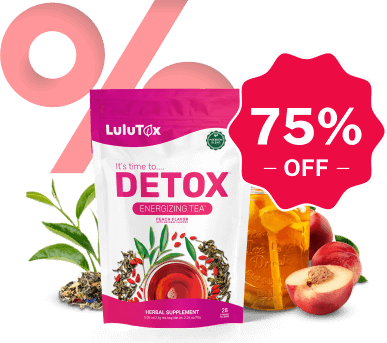 %
75%
- OFF -
LuluTox
It's time to....
DETOX
ENERGIZING TEA*
PEACH FLAVOR
HERBAL SUPPLEMENT
28